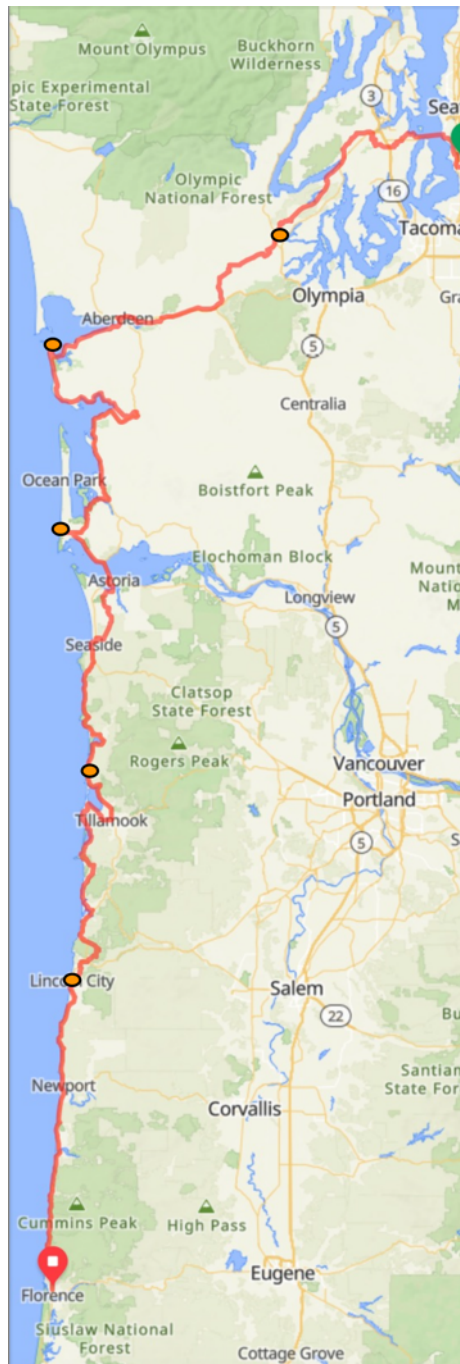 Mount Olympus
Buckhorn
Wilderness
pic Experimental
State Forest
3
Sea
Olympic
National Forest
16
Tacoma
Olympia
Gra
Aberdeen
5
Centralia
Ocean Park
Boistfort Peak
Elochoman Block
Mount
Natio
M
Astoria
Longview
5
Seaside
Clatsop
State Forest
Rogers Peak
Vancouver
Portland
Tillamook
5
S
Lincoln City
Salem
22
Bu
Santiam
State Fore
Newport
Corvallis
Cummins Peak
High Pass
Eugene
Florence
Siuslaw National
Forest
Cottage Grove